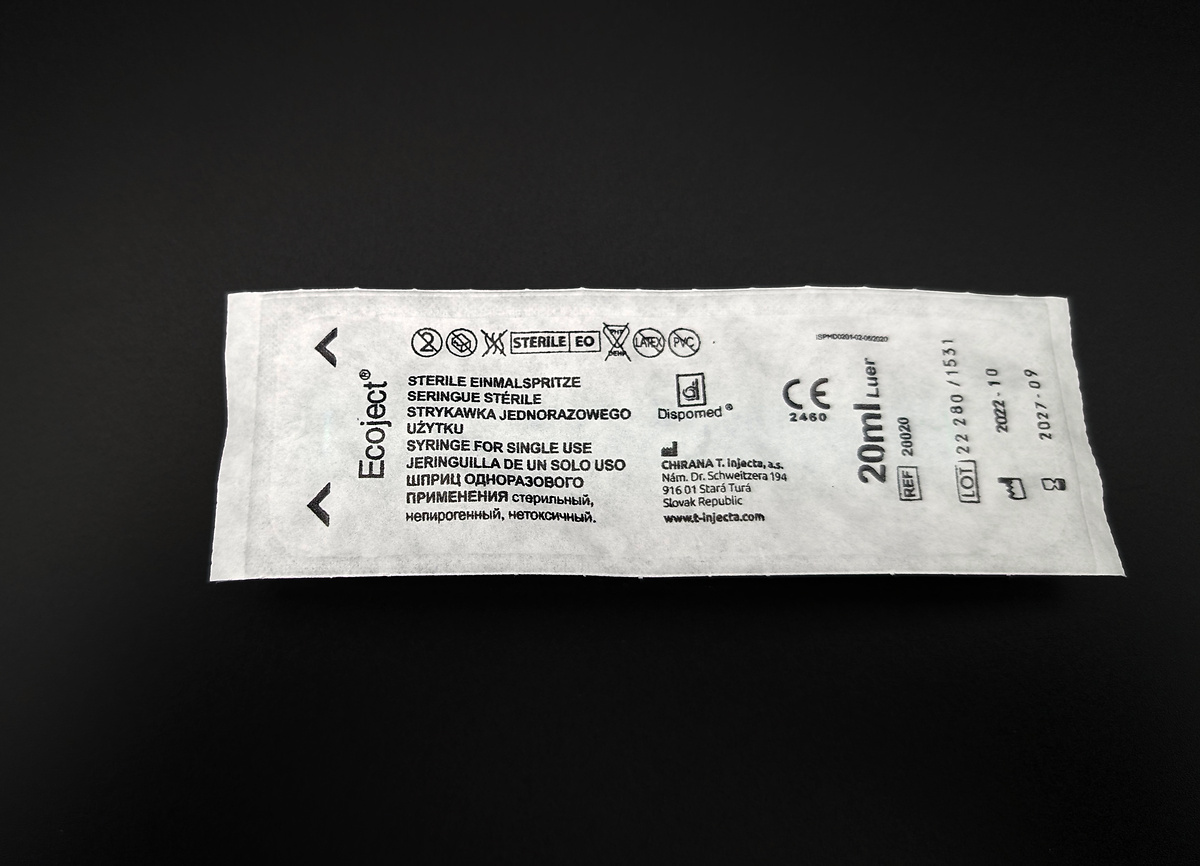 Ecoject®
STERILE EO
PHT
DEHP
LATEX
PVC
STERILE EINMALSPRITZE
SERINGUE STÉRILE
STRYKAWKA JEDNORAZOWEGO
UŻYTKU
SYRINGE FOR SINGLE USE
JERINGUILLA DE UN SOLO USO
ШПРИЦ ОДНОРАЗОВОГО
ПРИМЕНЕНИЯ стерильный,
непирогенный, нетоксичный.
Dispomed®
CHIRANA T. Injecta, a.s.
Nám. Dr. Schweitzera 194
916 01 Stará Turá
Slovak Republic
www.t-injecta.com
CE
2460
20ml Luer
REF 20020
LOT 22 280 /1531
2022-10
2027-09